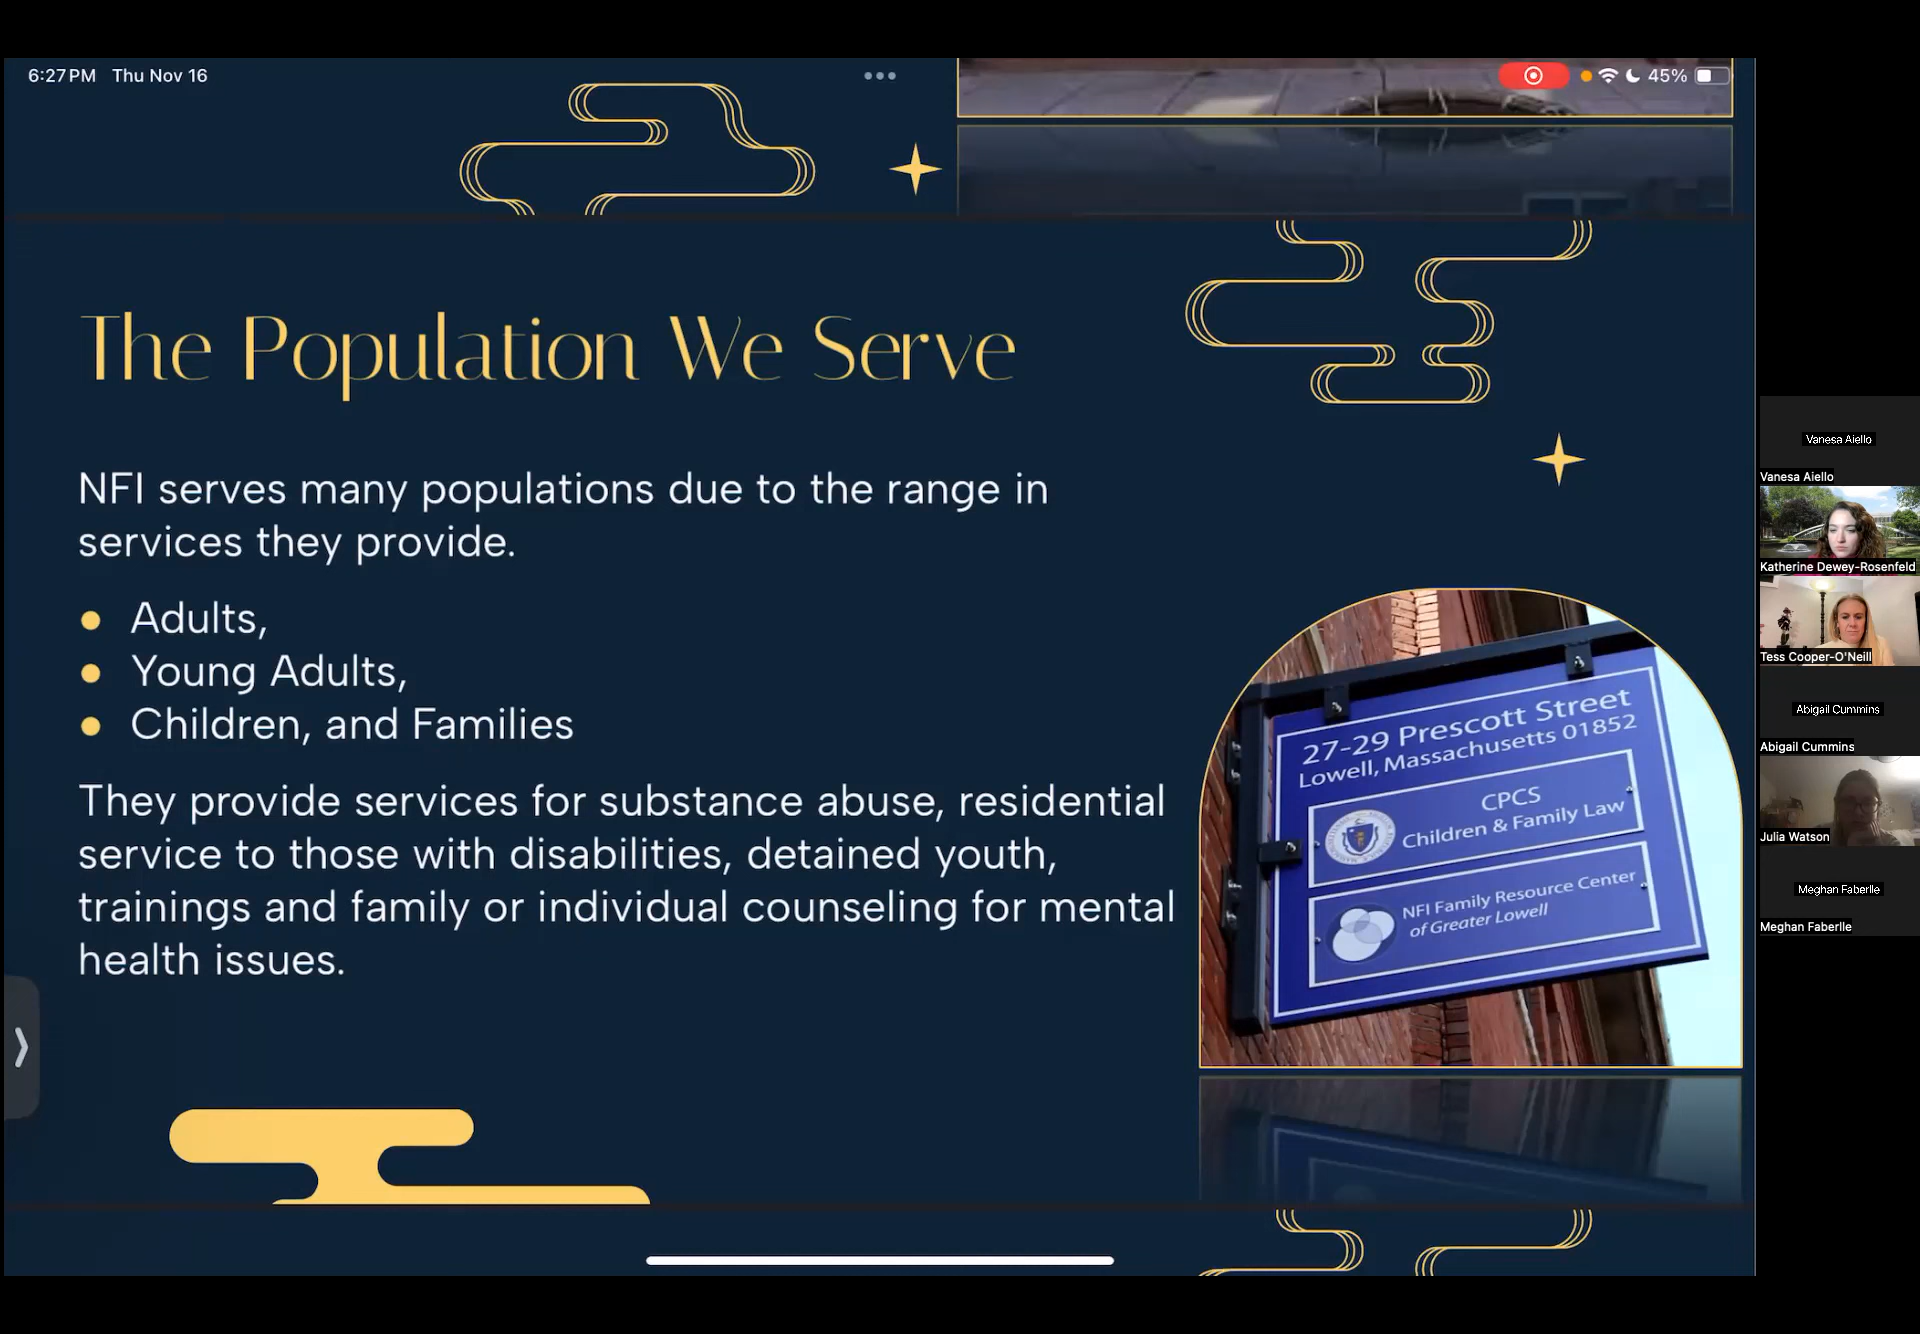 6:27 PM Thu Nov 16
45%
The Population We Serve
NFI serves many populations due to the range in
services they provide.
Adults,
Young Adults,
Children, and Families
They provide services for substance abuse, residential
service to those with disabilities, detained youth,
trainings and family or individual counseling for mental
health issues.
27-29 Prescott Street
Lowell, Massachusetts 01852
CPCS
Children & Family Law
NFI Family Resource Center
of Greater Lowell
Vanesa Aiello
Vanesa Aiello
Katherine Dewey-Rosenfeld
Tess Cooper-O'Neill
Abigail Cummins
Abigail Cummins
Julia Watson
Meghan Faberlle
Meghan Faberlle